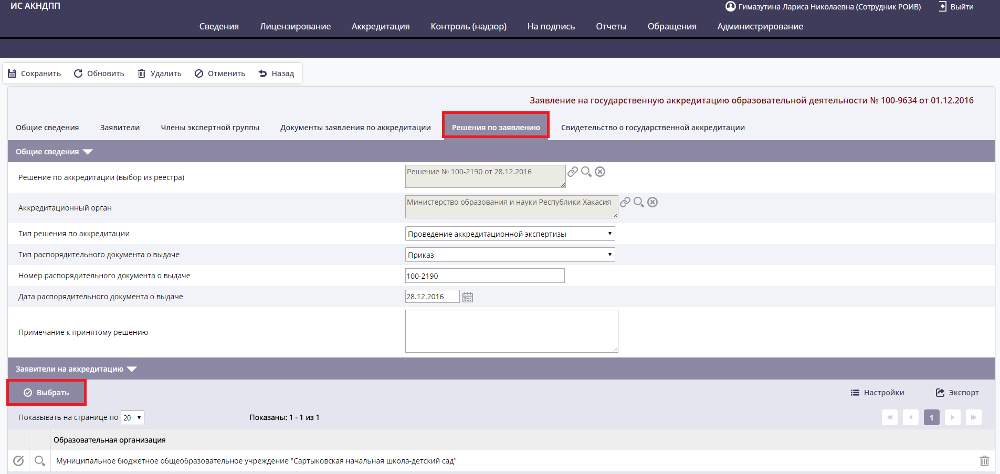 ИС АКНДПП
Гимазутина Лариса Николаевна (Сотрудник РОИВ) Выйти
Сведения Лицензирование Аккредитация Контроль (надзор) На подпись Отчеты Обращения Администрирование
Сохранить Обновить Удалить Отменить Назад
Заявление на государственную аккредитацию образовательной деятельности № 100-9634 от 01.12.2016
Общие сведения Заявители Члены экспертной группы Документы заявления по аккредитации Решения по заявлению Свидетельство о государственной аккредитации
Общие сведения
Решение по аккредитации (выбор из реестра) Решение № 100-2190 от 28.12.2016
Аккредитационный орган Министерство образования и науки Республики Хакасия
Тип решения по аккредитации Проведение аккредитационной экспертизы
Тип распорядительного документа о выдаче Приказ
Номер распорядительного документа о выдаче 100-2190
Дата распорядительного документа о выдаче 28.12.2016
Примечание к принятому решению
Заявители на аккредитацию
Выбрать Настройки Экспорт
Показывать на странице по 20 Показаны: 1 - 1 из 1 1
Образовательная организация
Муниципальное бюджетное общеобразовательное учреждение "Сартыковская начальная школа-детский сад"